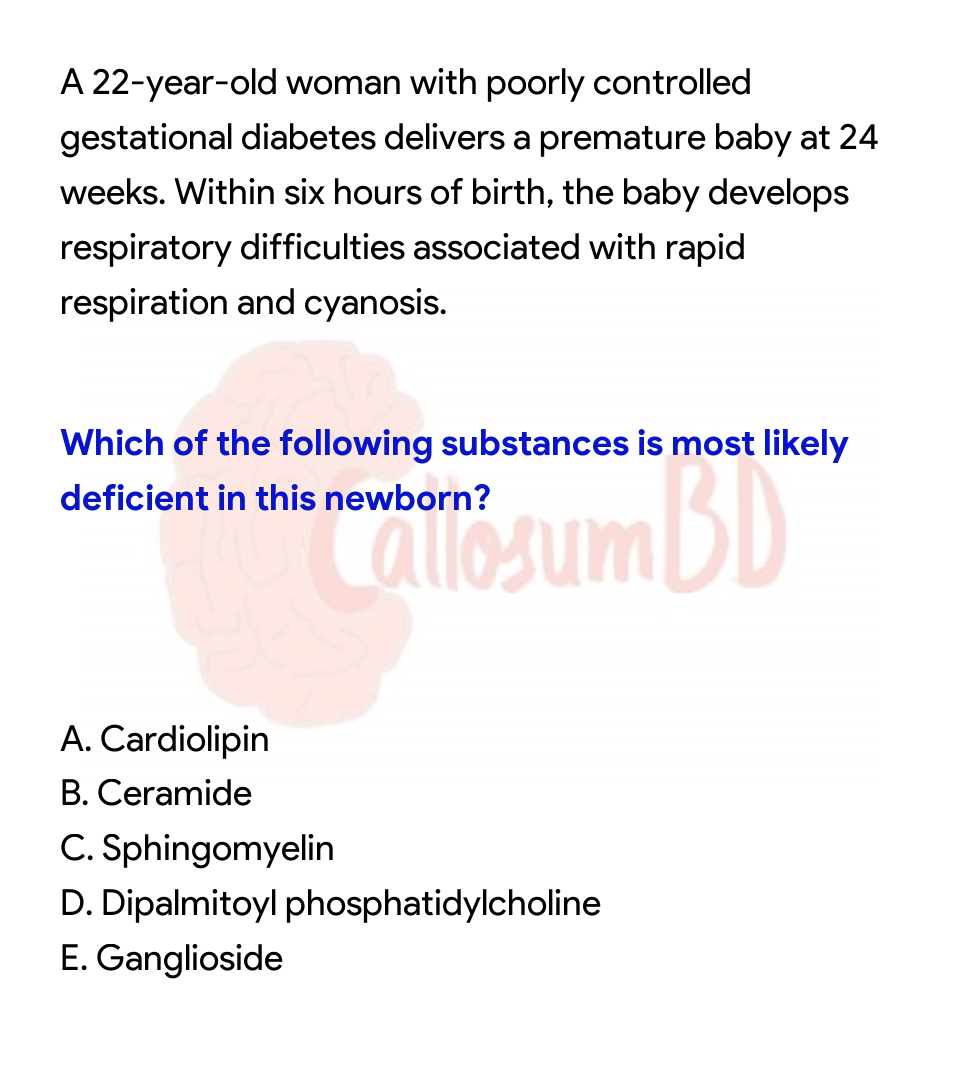 A 22-year-old woman with poorly controlled
gestational diabetes delivers a premature baby at 24
weeks. Within six hours of birth, the baby develops
respiratory difficulties associated with rapid
respiration and cyanosis.
Which of the following substances is most likely
deficient in this newborn?
CallosumBD
A. Cardiolipin
B. Ceramide
C. Sphingomyelin
D. Dipalmitoyl phosphatidylcholine
E. Ganglioside